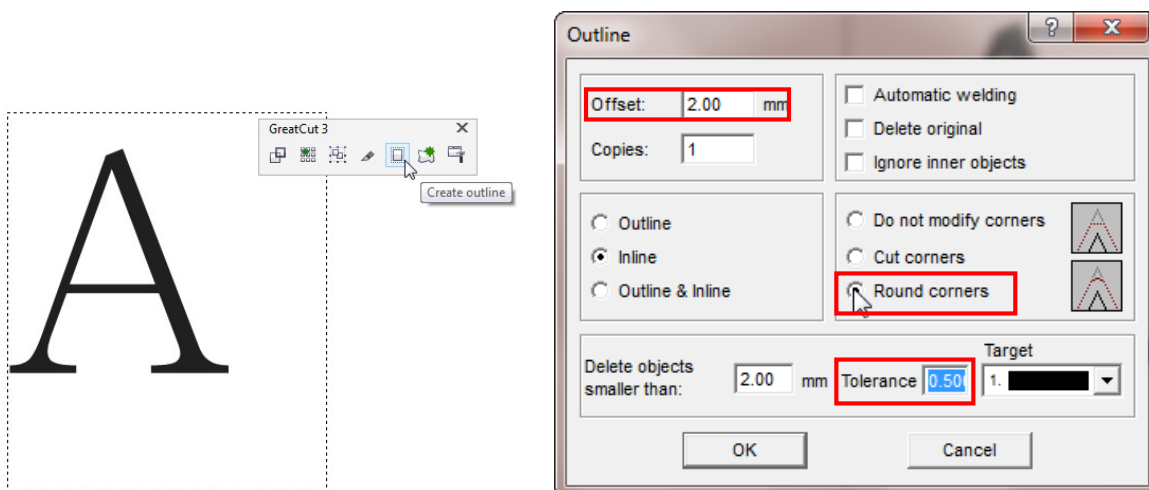 A
GreatCut 3
Create outline
Outline
Offset: 2.00 mm
Copies: 1
Automatic welding
Delete original
Ignore inner objects
Outline
Inline
Outline & Inline
Do not modify corners
Cut corners
Round corners
Delete objects
smaller than: 2.00 mm
Tolerance 0.50
Target
1.
OK
Cancel